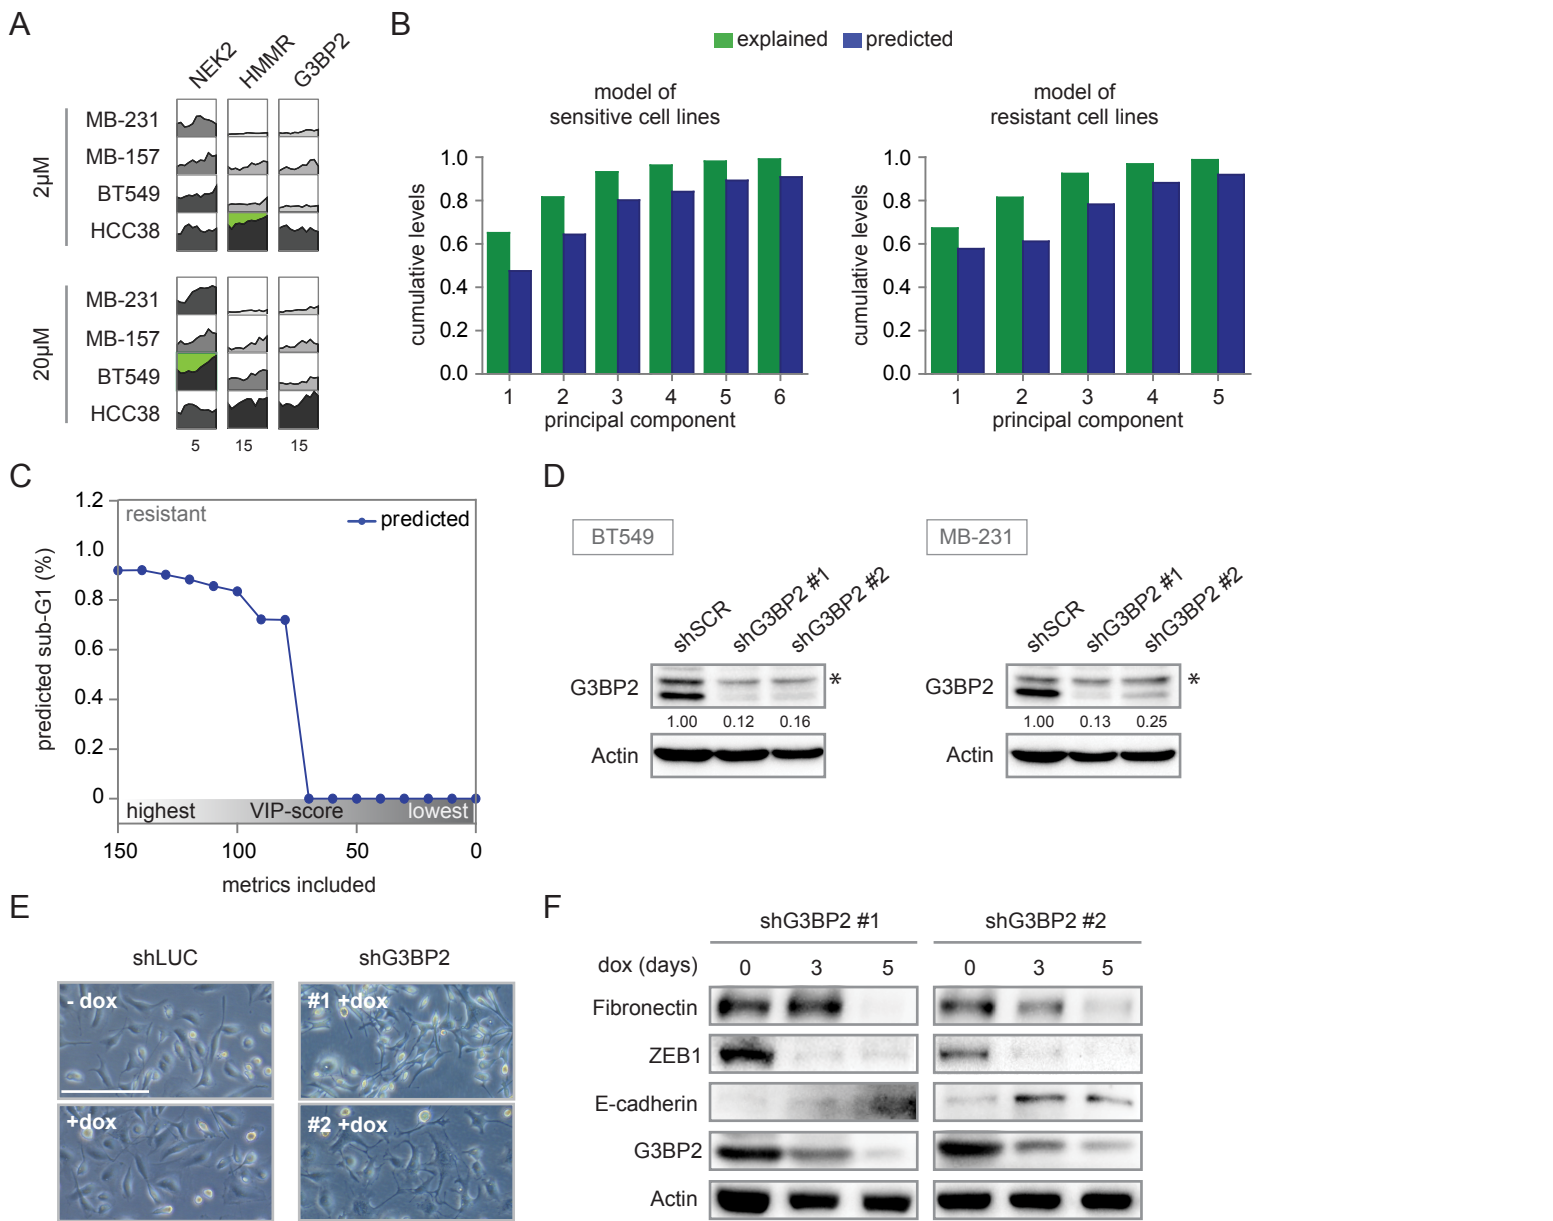 A
NEK2
HMMR
G3BP2
2µM
MB-231
MB-157
BT549
HCC38
20µM
MB-231
MB-157
BT549
HCC38
5
15
15
B
explained
predicted
model of
sensitive cell lines
cumulative levels
1.0
0.8
0.6
0.4
0.2
0.0
1
2
3
4
5
6
principal component
model of
resistant cell lines
cumulative levels
1.0
0.8
0.6
0.4
0.2
0.0
1
2
3
4
5
principal component
C
resistant
predicted
predicted sub-G1 (%)
1.2
1.0
0.8
0.6
0.4
0.2
0
highest
VIP-score
lowest
150
100
50
0
metrics included
D
BT549
shSCR
shG3BP2 #1
shG3BP2 #2
G3BP2
*
1.00
0.12
0.16
Actin
MB-231
shSCR
shG3BP2 #1
shG3BP2 #2
G3BP2
*
1.00
0.13
0.25
Actin
E
shLUC
shG3BP2
- dox
#1 +dox
+dox
#2 +dox
F
shG3BP2 #1
shG3BP2 #2
dox (days)
0
3
5
0
3
5
Fibronectin
ZEB1
E-cadherin
G3BP2
Actin